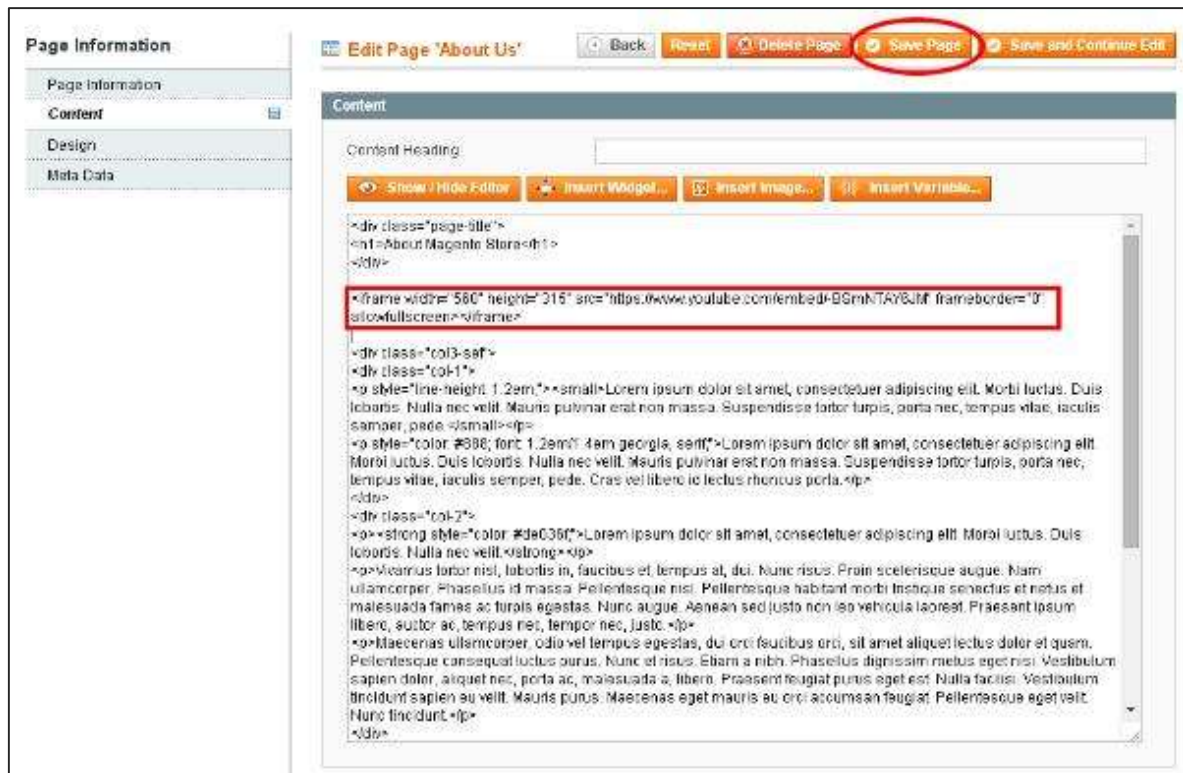 Page Information
Page Information
Content
Design
Meta Data
Edit Page 'About Us'
Back
Reset
Delete Page
Save Page
Save and Continue Edit
Content
Content Heading
Show / Hide Editor
Insert Widget...
Insert Image...
Insert Variable...
<div class="page-title">
<h1>About Magento Store</h1>
</div>
<iframe width="560" height="315" src="https://www.youtube.com/embed/ frameborder="0"
allowfullscreen></iframe>
<div class="col3-set">
<div class="col-1">
<p style="line-height: 1.2em;"><small>Lorem ipsum dolor sit amet, consectetuer adipiscing elit. Morbi luctus. Duis
lobortis. Nulla nec velit. Mauris pulvinar erat non massa. Suspendisse tortor turpis, porta nec, tempus vitae, iaculis
semper, pede.</small></p>
<p style="color: #888; font: 1.2em/1.4em georgia, serif;">Lorem ipsum dolor sit amet, consectetuer adipiscing elit.
Morbi luctus. Duis lobortis. Nulla nec velit. Mauris pulvinar erat non massa. Suspendisse tortor turpis, porta nec,
tempus vitae, iaculis semper, pede. Cras vel libero id lectus rhoncus porta.</p>
</div>
<div class="col-2">
<p><strong style="color: #de036f;">Lorem ipsum dolor sit amet, consectetuer adipiscing elit. Morbi luctus. Duis
lobortis. Nulla nec velit.</strong></p>
<p>Vivamus tortor nisl, lobortis in, faucibus et, tempus at, dui. Nunc risus. Proin scelerisque augue. Nam
ullamcorper. Phasellus id massa. Pellentesque nisl. Pellentesque habitant morbi tristique senectus et netus et
malesuada fames ac turpis egestas. Nunc augue. Aenean sed justo non leo vehicula laoreet. Praesent ipsum
libero, auctor ac, tempus nec, tempor nec, justo.</p>
<p>Maecenas ullamcorper, odio vel tempus egestas, dui orci faucibus orci, sit amet aliquet lectus dolor et quam.
Pellentesque consequat luctus purus. Nunc et risus. Etiam a nibh. Phasellus dignissim metus eget nisi. Vestibulum
sapien dolor, aliquet nec, porta ac, malesuada a, libero. Praesent feugiat purus eget est. Nulla facilisi. Vestibulum
tincidunt sapien eu velit. Mauris purus. Maecenas eget mauris eu orci accumsan feugiat. Pellentesque eget velit.
Nunc tincidunt.</p>
</div>